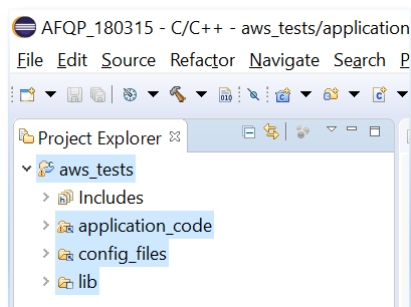 AFQP_180315 - C/C++ - aws_tests/application
File Edit Source Refactor Navigate Search P
Project Explorer
aws_tests
Includes
application_code
config_files
lib